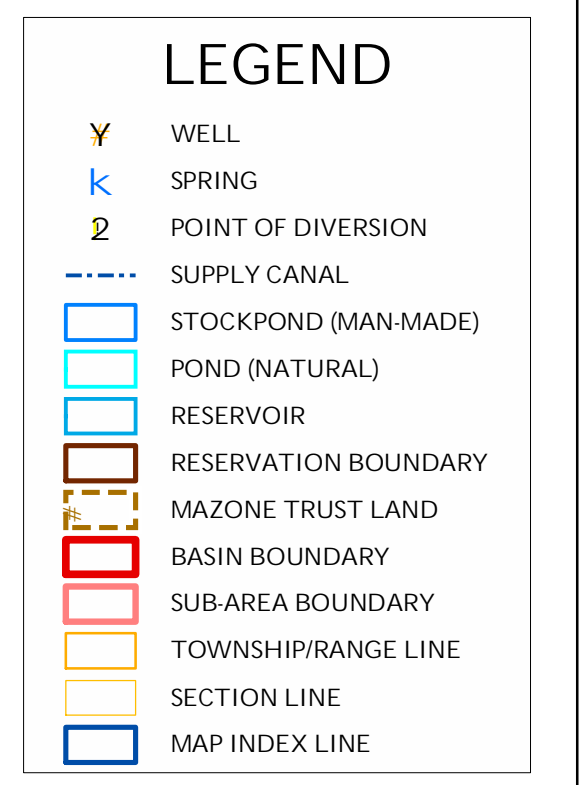 LEGEND
WELL
k SPRING
2 POINT OF DIVERSION
SUPPLY CANAL
STOCKPOND (MAN-MADE)
POND (NATURAL)
RESERVOIR
RESERVATION BOUNDARY
# MAZONE TRUST LAND
BASIN BOUNDARY
SUB-AREA BOUNDARY
TOWNSHIP/RANGE LINE
SECTION LINE
MAP INDEX LINE